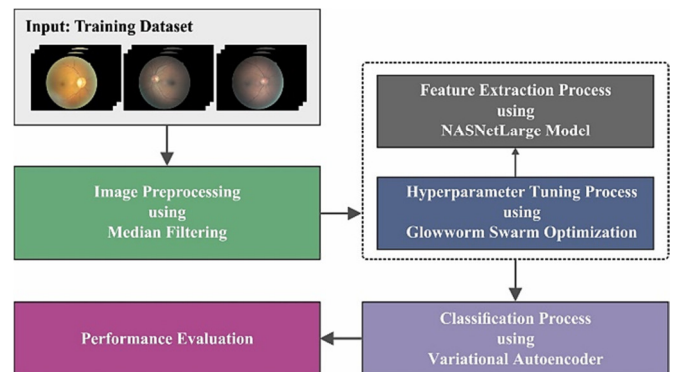 Input: Training Dataset
Feature Extraction Process
using
NASNetLarge Model
Image Preprocessing
using
Median Filtering
Hyperparameter Tuning Process
using
Glowworm Swarm Optimization
Performance Evaluation
Classification Process
using
Variational Autoencoder